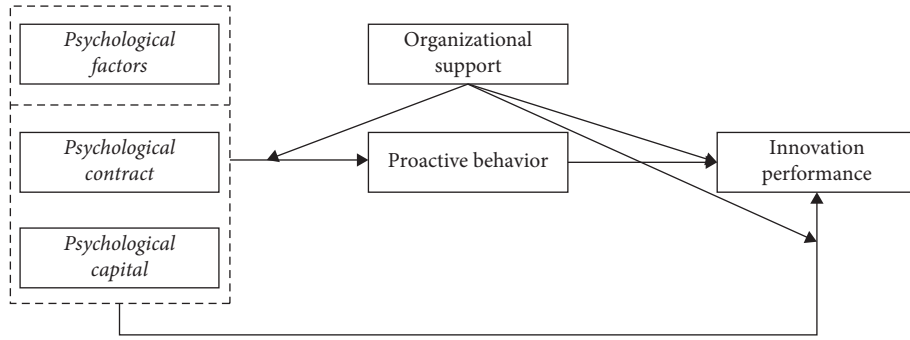 Psychological
factors
Organizational
support
Psychological
contract
Proactive behavior
Innovation
performance
Psychological
capital